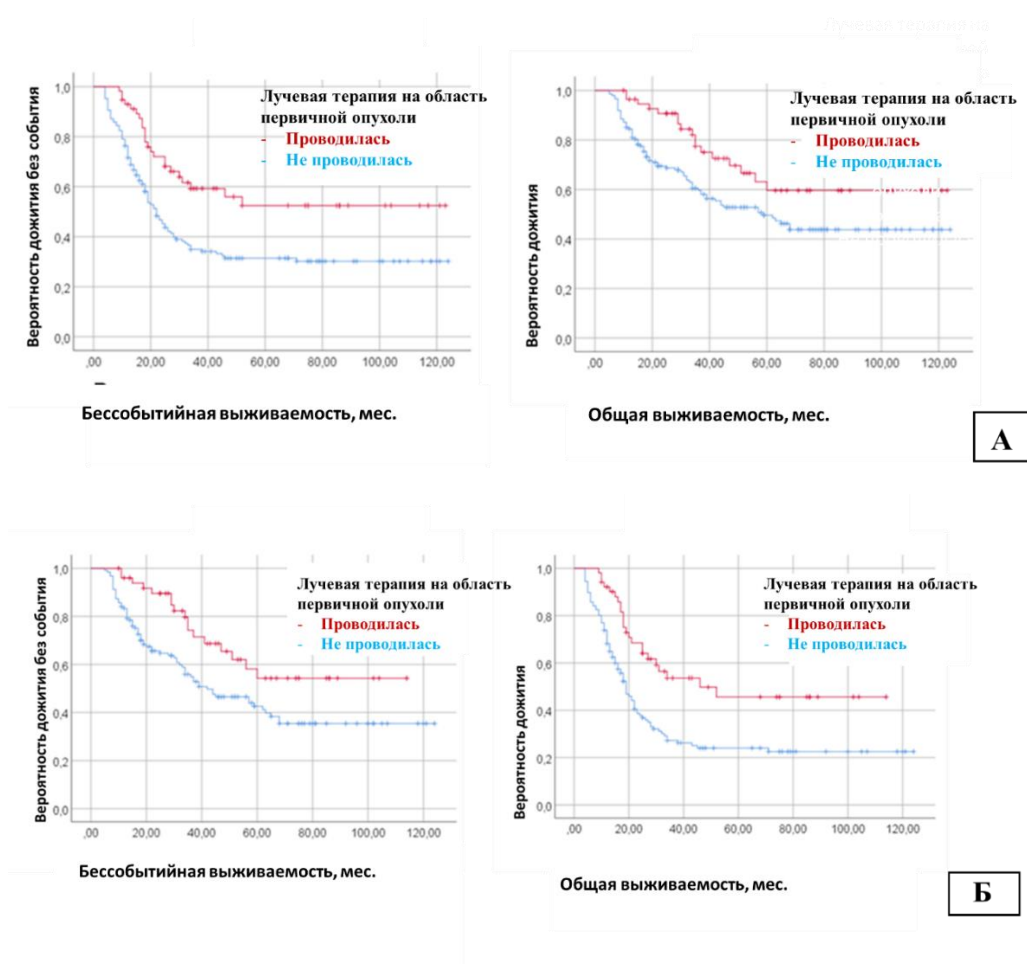 Вероятность дожития без события
1,0
0,8
0,6
0,4
0,2
0,0
,00 20,00 40,00 60,00 80,00 100,00 120,00
Лучевая терапия на область
первичной опухоли
- Проводилась
- Не проводилась
Бессобытийная выживаемость, мес.
Лучевая терапия на
Вероятность дожития
1,0
0,8
0,6
0,4
0,2
0,0
,00 20,00 40,00 60,00 80,00 100,00 120,00
Лучевая терапия на область
первичной опухоли
- Проводилась
- Не проводилась
Общая выживаемость, мес.
А
Вероятность дожития без события
1,0
0,8
0,6
0,4
0,2
0,0
,00 20,00 40,00 60,00 80,00 100,00 120,00
Лучевая терапия на область
первичной опухоли
- Проводилась
- Не проводилась
Бессобытийная выживаемость, мес.
Вероятность дожития
1,0
0,8
0,6
0,4
0,2
0,0
,00 20,00 40,00 60,00 80,00 100,00 120,00
Лучевая терапия на область
первичной опухоли
- Проводилась
- Не проводилась
Общая выживаемость, мес.
Б